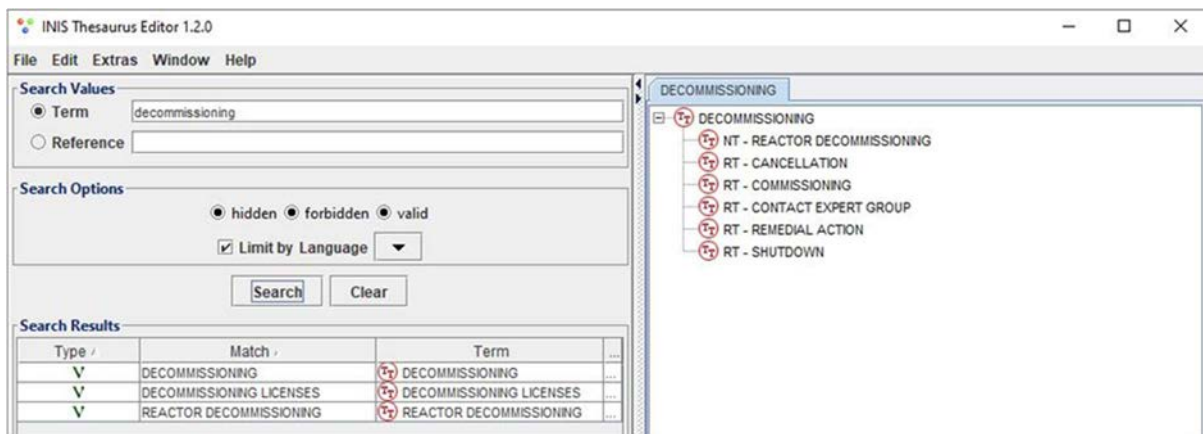 INIS Thesaurus Editor 1.2.0
File Edit Extras Window Help
Search Values
Term decommissioning
Reference
Search Options
hidden forbidden valid
Limit by Language
Search Clear
Search Results
Type Match Term ...
V DECOMMISSIONING DECOMMISSIONING ...
V DECOMMISSIONING LICENSES DECOMMISSIONING LICENSES ...
V REACTOR DECOMMISSIONING REACTOR DECOMMISSIONING ...
DECOMMISSIONING
DECOMMISSIONING
NT - REACTOR DECOMMISSIONING
RT - CANCELLATION
RT - COMMISSIONING
RT - CONTACT EXPERT GROUP
RT - REMEDIAL ACTION
RT - SHUTDOWN